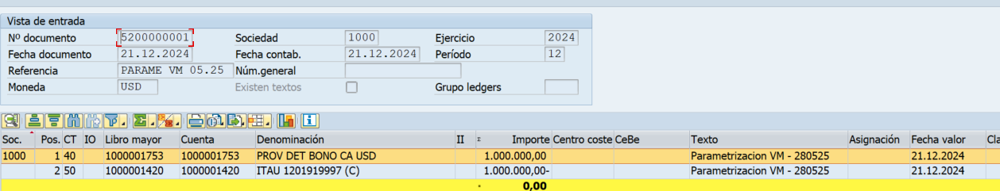 Vista de entrada
Nº documento 5200000001 Sociedad 1000 Ejercicio 2024
Fecha documento 21.12.2024 Fecha contab. 21.12.2024 Período 12
Referencia PARAME VM 05.25 Núm.general
Moneda USD Existen textos Grupo ledgers
Soc. Pos. CT IO Libro mayor Cuenta Denominación II Σ Importe Centro coste CeBe Texto Asignación Fecha valor Cla
1000 1 40 1000001753 1000001753 PROV DET BONO CA USD 1.000.000,00 Parametrizacion VM - 280525 21.12.2024
2 50 1000001420 1000001420 ITAU 1201919997 (C) 1.000.000,00- Parametrizacion VM - 280525 21.12.2024
0,00